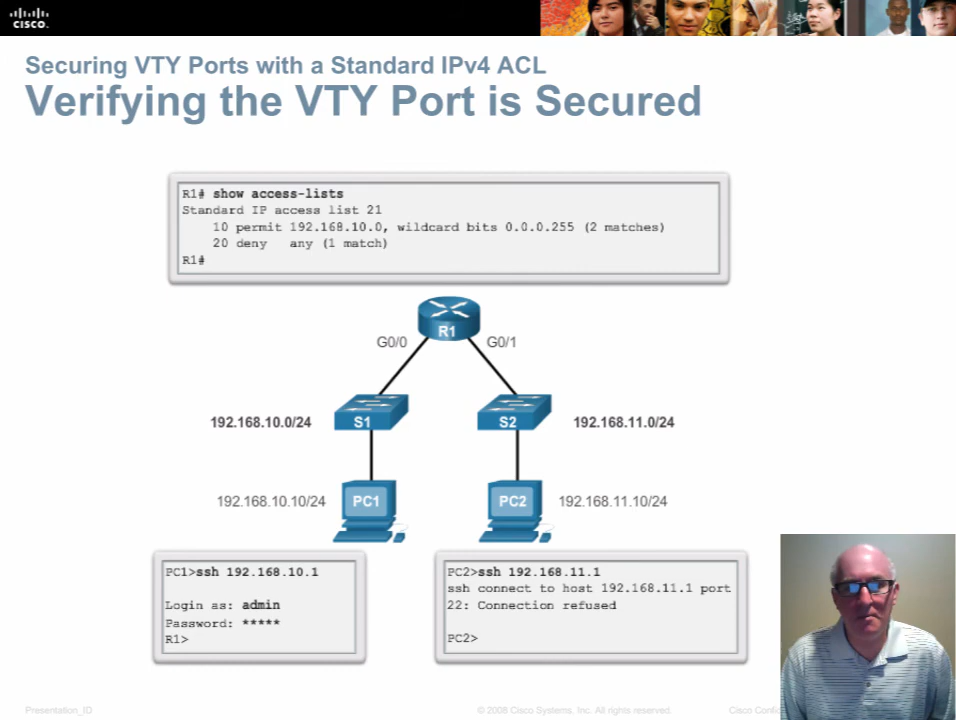 CISCO
Securing VTY Ports with a Standard IPv4 ACL
Verifying the VTY Port is Secured
R1# show access-lists
Standard IP access list 21
10 permit 192.168.10.0, wildcard bits 0.0.0.255 (2 matches)
20 deny any (1 match)
R1#
R1
G0/0 G0/1
192.168.10.0/24 S1 S2 192.168.11.0/24
192.168.10.10/24 PC1 PC2 192.168.11.10/24
PC1>ssh 192.168.10.1
Login as: admin
Password: *****
R1>
PC2>ssh 192.168.11.1
ssh connect to host 192.168.11.1 port
22: Connection refused
PC2>
Presentation_ID © 2008 Cisco Systems, Inc. All rights reserved. Cisco